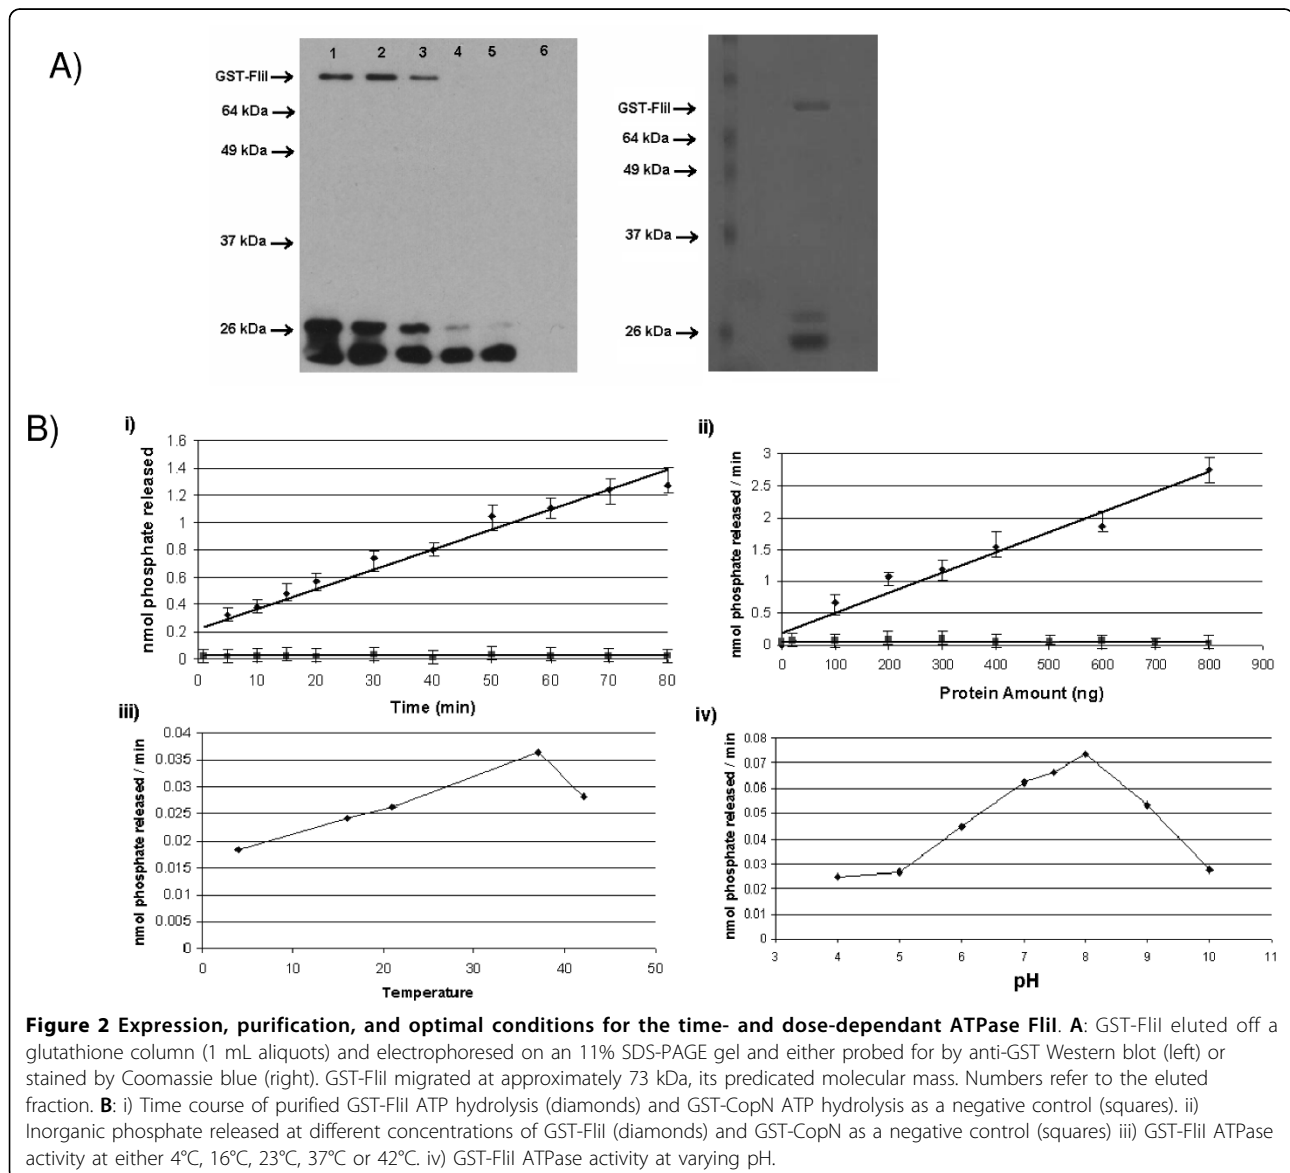 A)
1 2 3 4 5 6
GST-FliI
64 kDa
49 kDa
37 kDa
26 kDa
GST-FliI
64 kDa
49 kDa
37 kDa
26 kDa
B)
i)
nmol phosphate released
1.6
1.4
1.2
1
0.8
0.6
0.4
0.2
0
0 10 20 30 40 50 60 70 80
Time (min)
ii)
nmol phosphate released / min
3
2.5
2
1.5
1
0.5
0
0 100 200 300 400 500 600 700 800 900
Protein Amount (ng)
iii)
nmol phosphate released / min
0.04
0.035
0.03
0.025
0.02
0.015
0.01
0.005
0
0 10 20 30 40 50
Temperature
iv)
nmol phosphate released / min
0.08
0.07
0.06
0.05
0.04
0.03
0.02
0.01
0
3 4 5 6 7 8 9 10 11
pH
Figure 2 Expression, purification, and optimal conditions for the time- and dose-dependant ATPase FliI. A: GST-FliI eluted off a
glutathione column (1 mL aliquots) and electrophoresed on an 11% SDS-PAGE gel and either probed for by anti-GST Western blot (left) or
stained by Coomassie blue (right). GST-FliI migrated at approximately 73 kDa, its predicated molecular mass. Numbers refer to the eluted
fraction. B: i) Time course of purified GST-FliI ATP hydrolysis (diamonds) and GST-CopN ATP hydrolysis as a negative control (squares). ii)
Inorganic phosphate released at different concentrations of GST-FliI (diamonds) and GST-CopN as a negative control (squares) iii) GST-FliI ATPase
activity at either 4°C, 16°C, 23°C, 37°C or 42°C. iv) GST-FliI ATPase activity at varying pH.